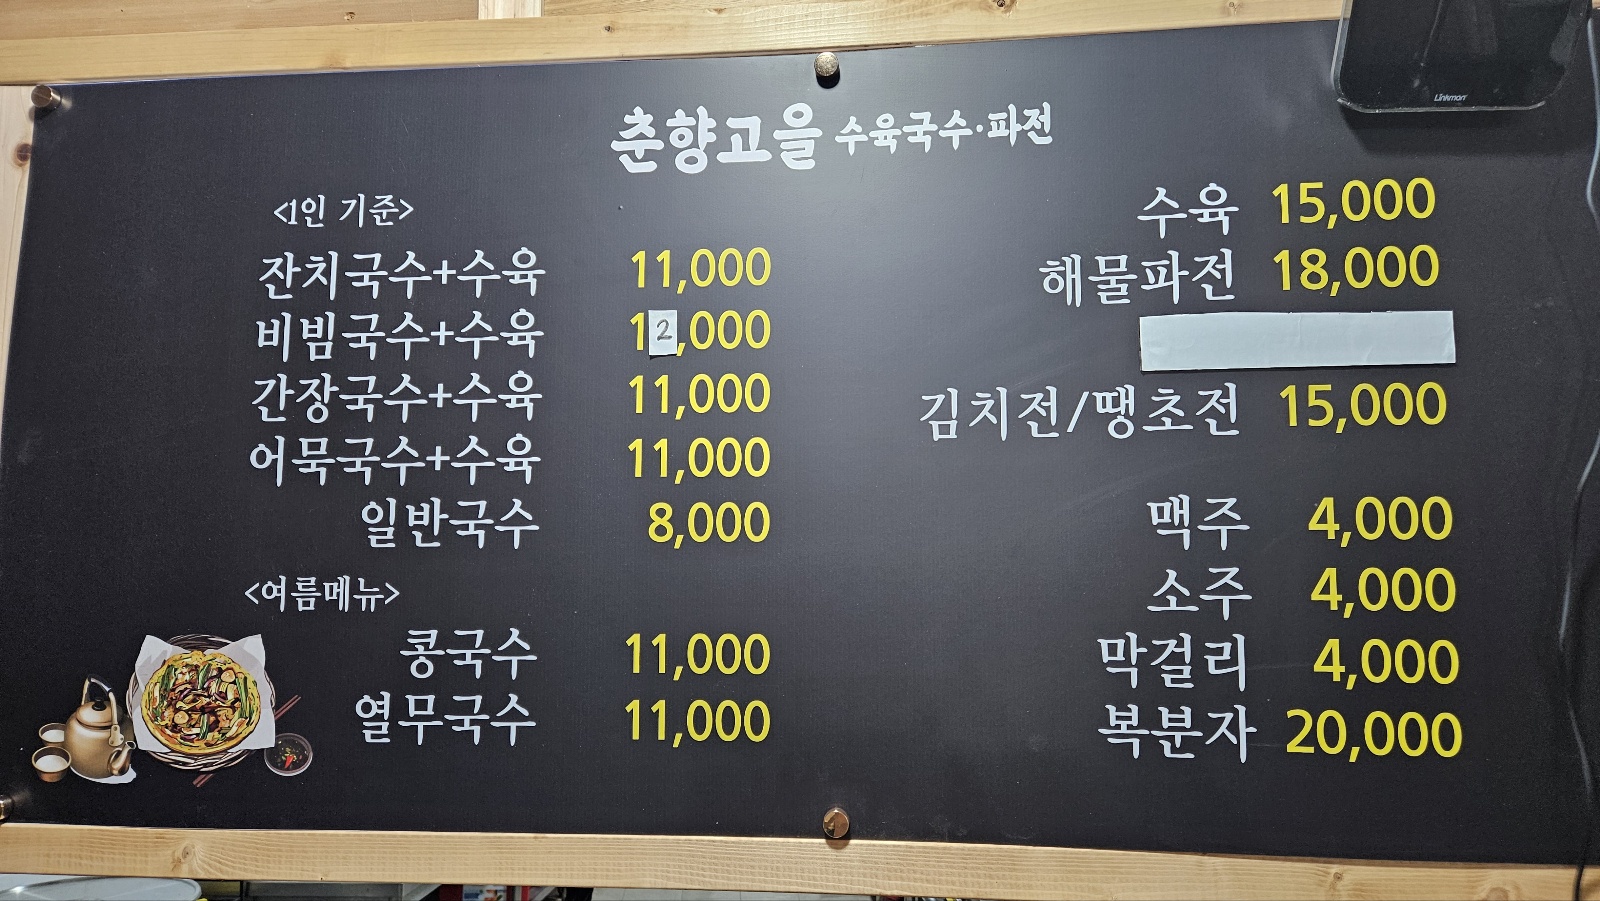 춘향고을 수육국수·파전
<1인 기준>
잔치국수+수육 11,000
비빔국수+수육 12,000
간장국수+수육 11,000
어묵국수+수육 11,000
일반국수 8,000
<여름메뉴>
콩국수 11,000
열무국수 11,000
수육 15,000
해물파전 18,000
김치전/땡초전 15,000
맥주 4,000
소주 4,000
막걸리 4,000
복분자 20,000
Linkman